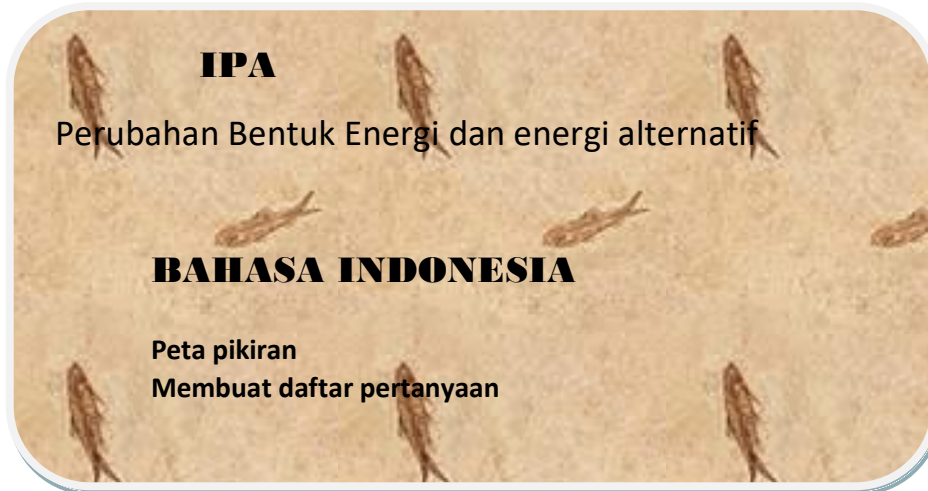 IPA
Perubahan Bentuk Energi dan energi alternatif
BAHASA INDONESIA
Peta pikiran
Membuat daftar pertanyaan